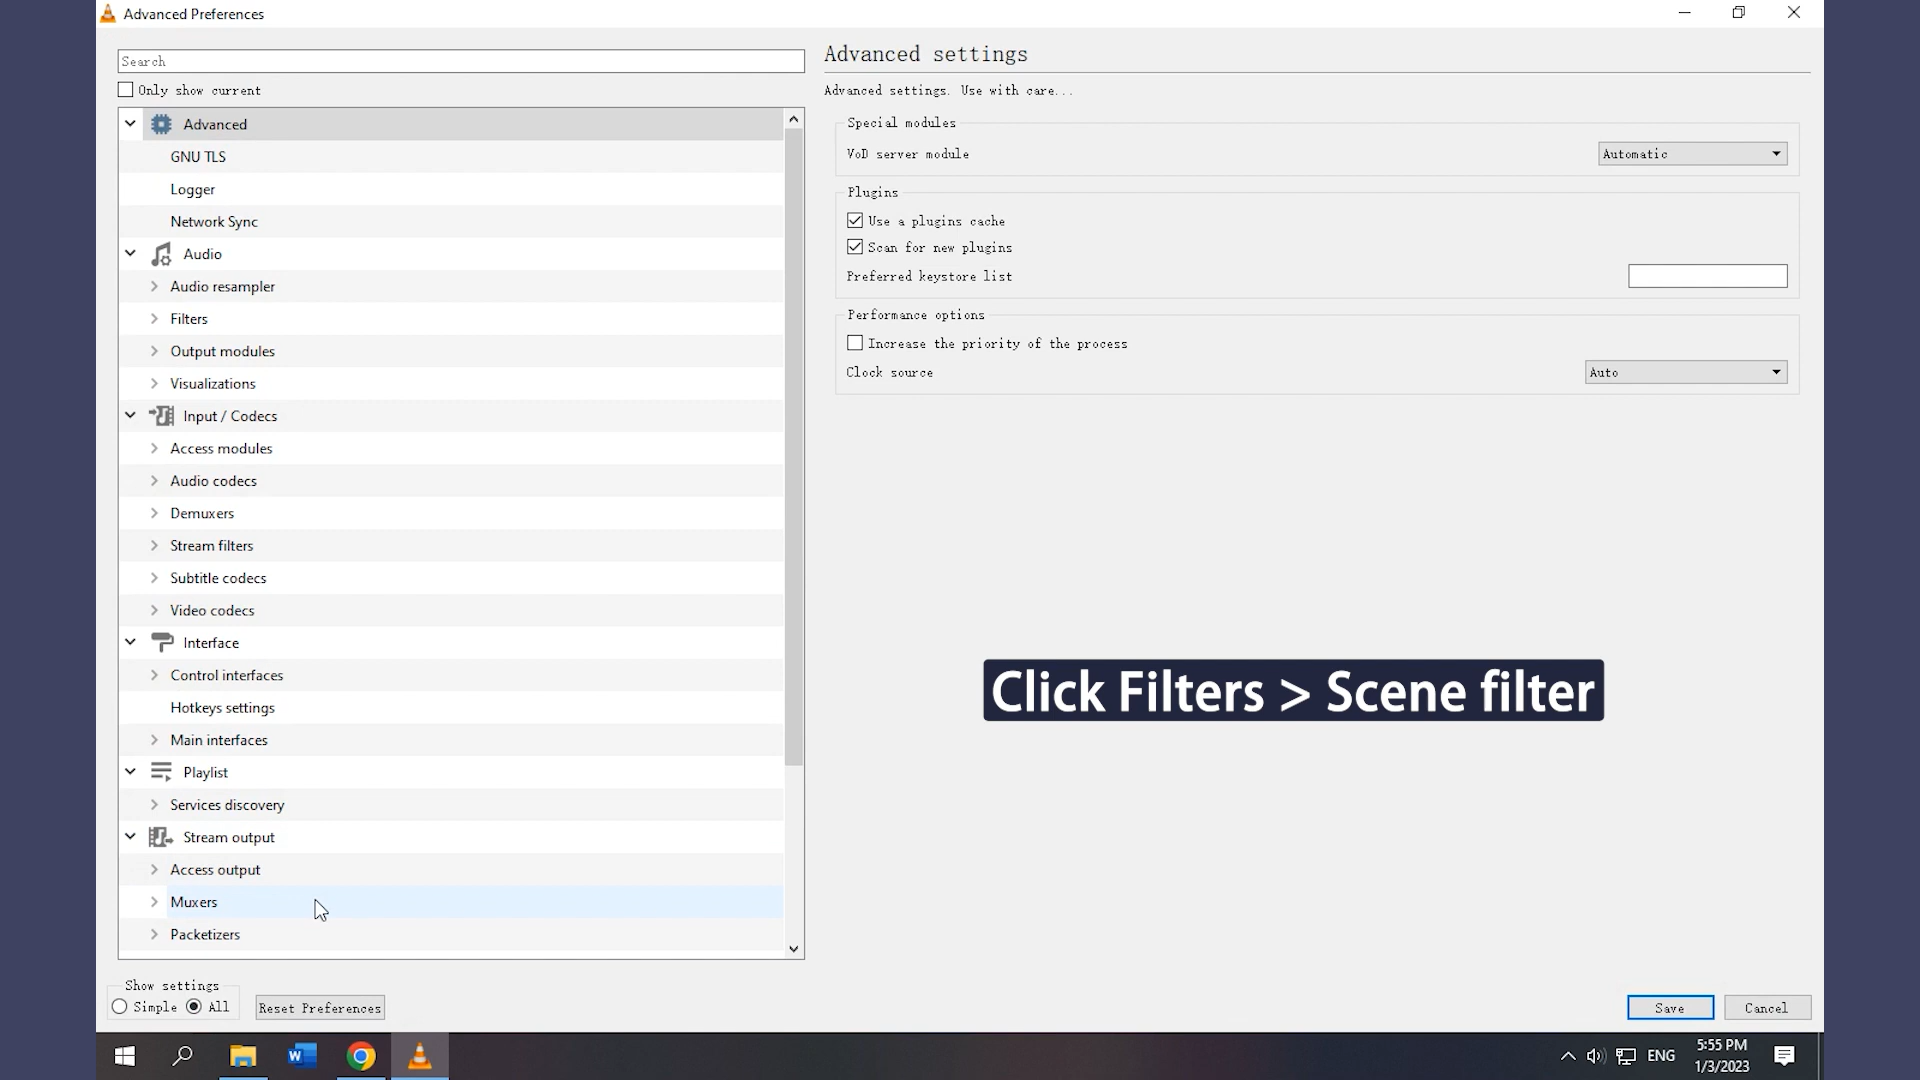 Advanced Preferences
Search
Only show current
Advanced
GNU TLS
Logger
Network Sync
Audio
Audio resampler
Filters
Output modules
Visualizations
Input / Codecs
Access modules
Audio codecs
Demuxers
Stream filters
Subtitle codecs
Video codecs
Interface
Control interfaces
Hotkeys settings
Main interfaces
Playlist
Services discovery
Stream output
Access output
Muxers
Packetizers
Show settings
Simple All
Reset Preferences
Advanced settings
Advanced settings. Use with care...
Special modules
VoD server module Automatic
Plugins
Use a plugins cache
Scan for new plugins
Preferred keystore list
Performance options
Increase the priority of the process
Clock source Auto
Click Filters > Scene filter
Save Cancel
W
ENG
5:55 PM
1/3/2023